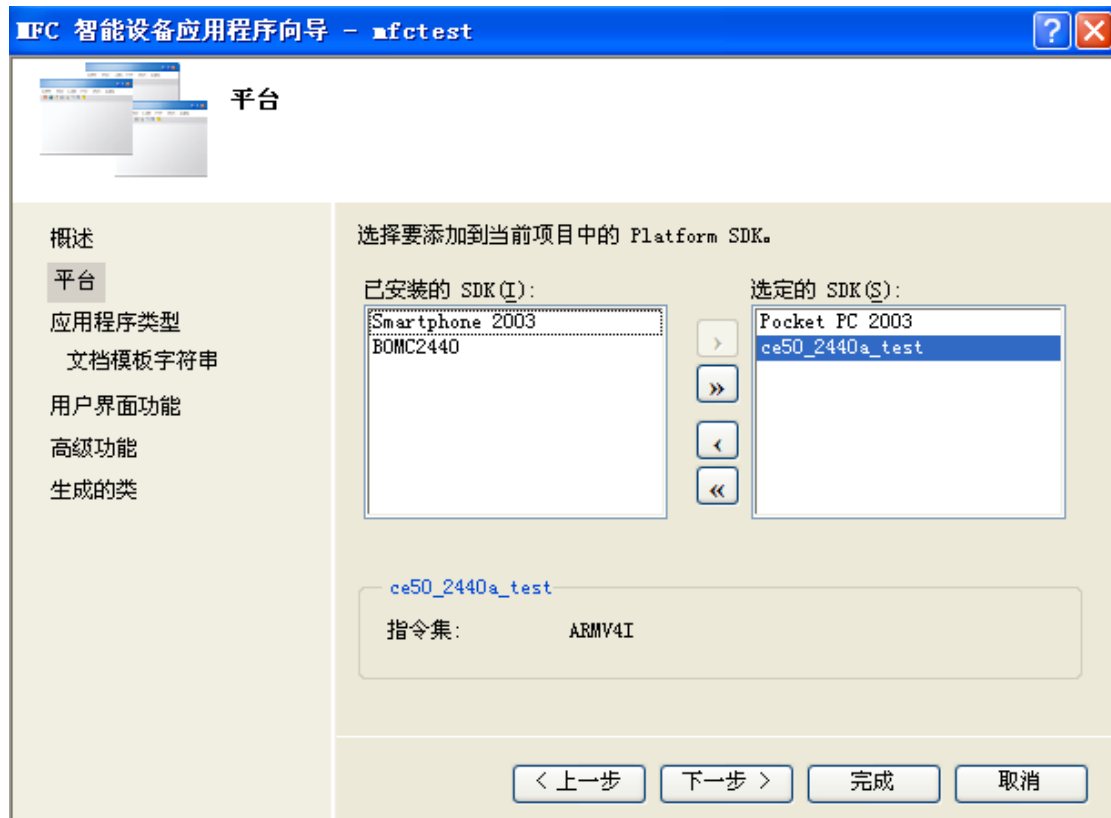 MFC 智能设备应用程序向导 - mfctest
平台
概述
平台
应用程序类型
文档模板字符串
用户界面功能
高级功能
生成的类
选择要添加到当前项目中的 Platform SDK。
已安装的 SDK(I):
Smartphone 2003
BOMC2440
选定的 SDK(S):
Pocket PC 2003
ce50_2440a_test
ce50_2440a_test
指令集: ARMV4I
< 上一步
下一步 >
完成
取消